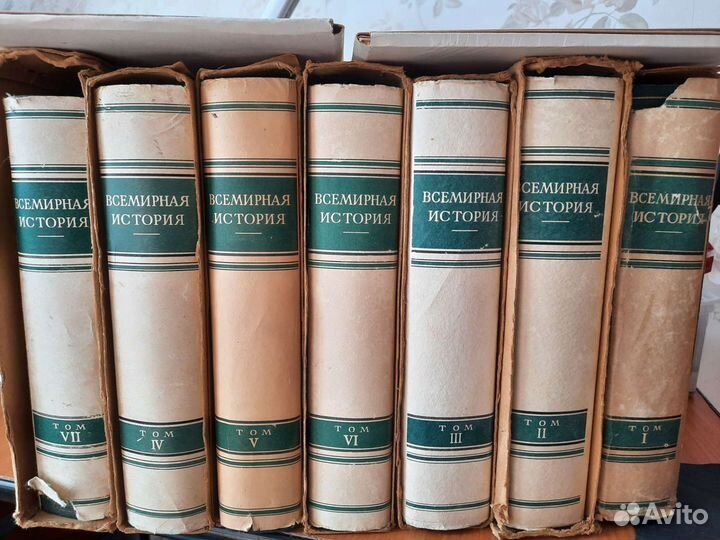 ВСЕМИРНАЯ
ИСТОРИЯ
ТОМ
VII
ВСЕМИРНАЯ
ИСТОРИЯ
ТОМ
IV
ВСЕМИРНАЯ
ИСТОРИЯ
ТОМ
V
ВСЕМИРНАЯ
ИСТОРИЯ
ТОМ
VI
ВСЕМИРНАЯ
ИСТОРИЯ
ТОМ
III
СЕМИРНАЯ
ИСТОРИЯ
ТОМ
II
ВСЕМИРНАЯ
ИСТОРИЯ
ТОМ
I
Avito